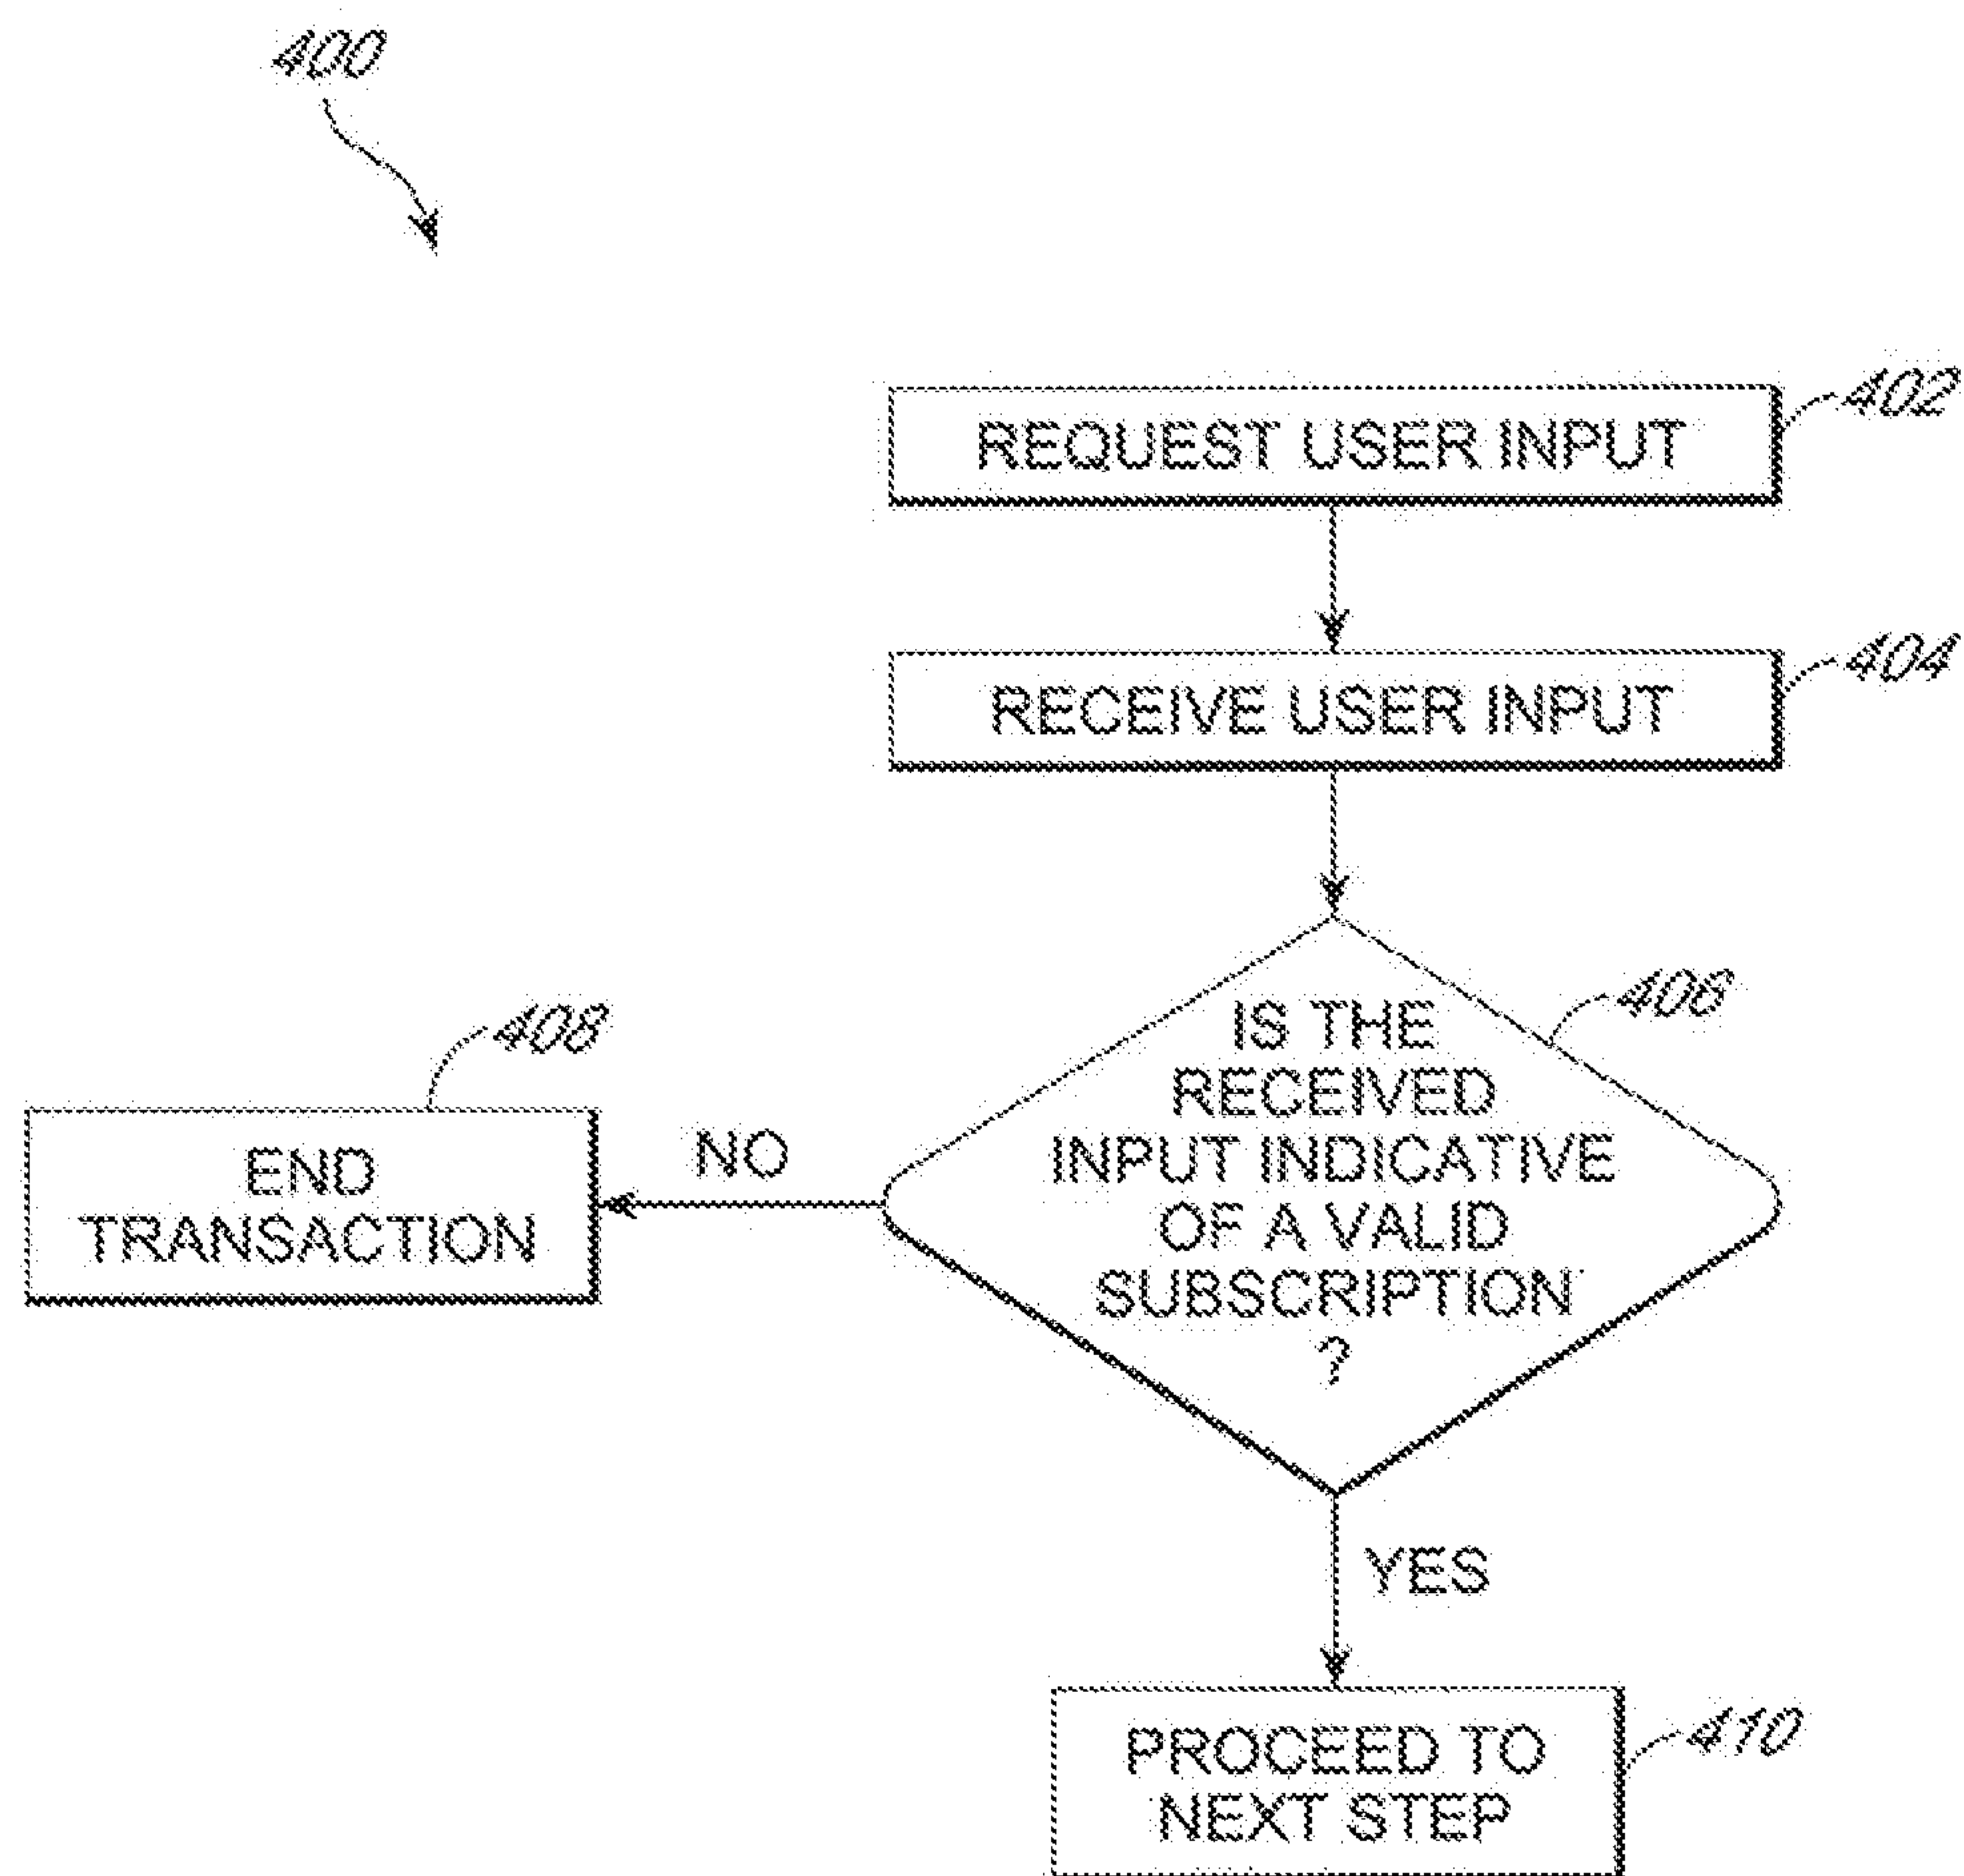 400
REQUEST USER INPUT
402
RECEIVE USER INPUT
404
IS THE
RECEIVED
INPUT INDICATIVE
OF A VALID
SUBSCRIPTION
?
406
NO
408
END
TRANSACTION
YES
PROCEED TO
NEXT STEP
410